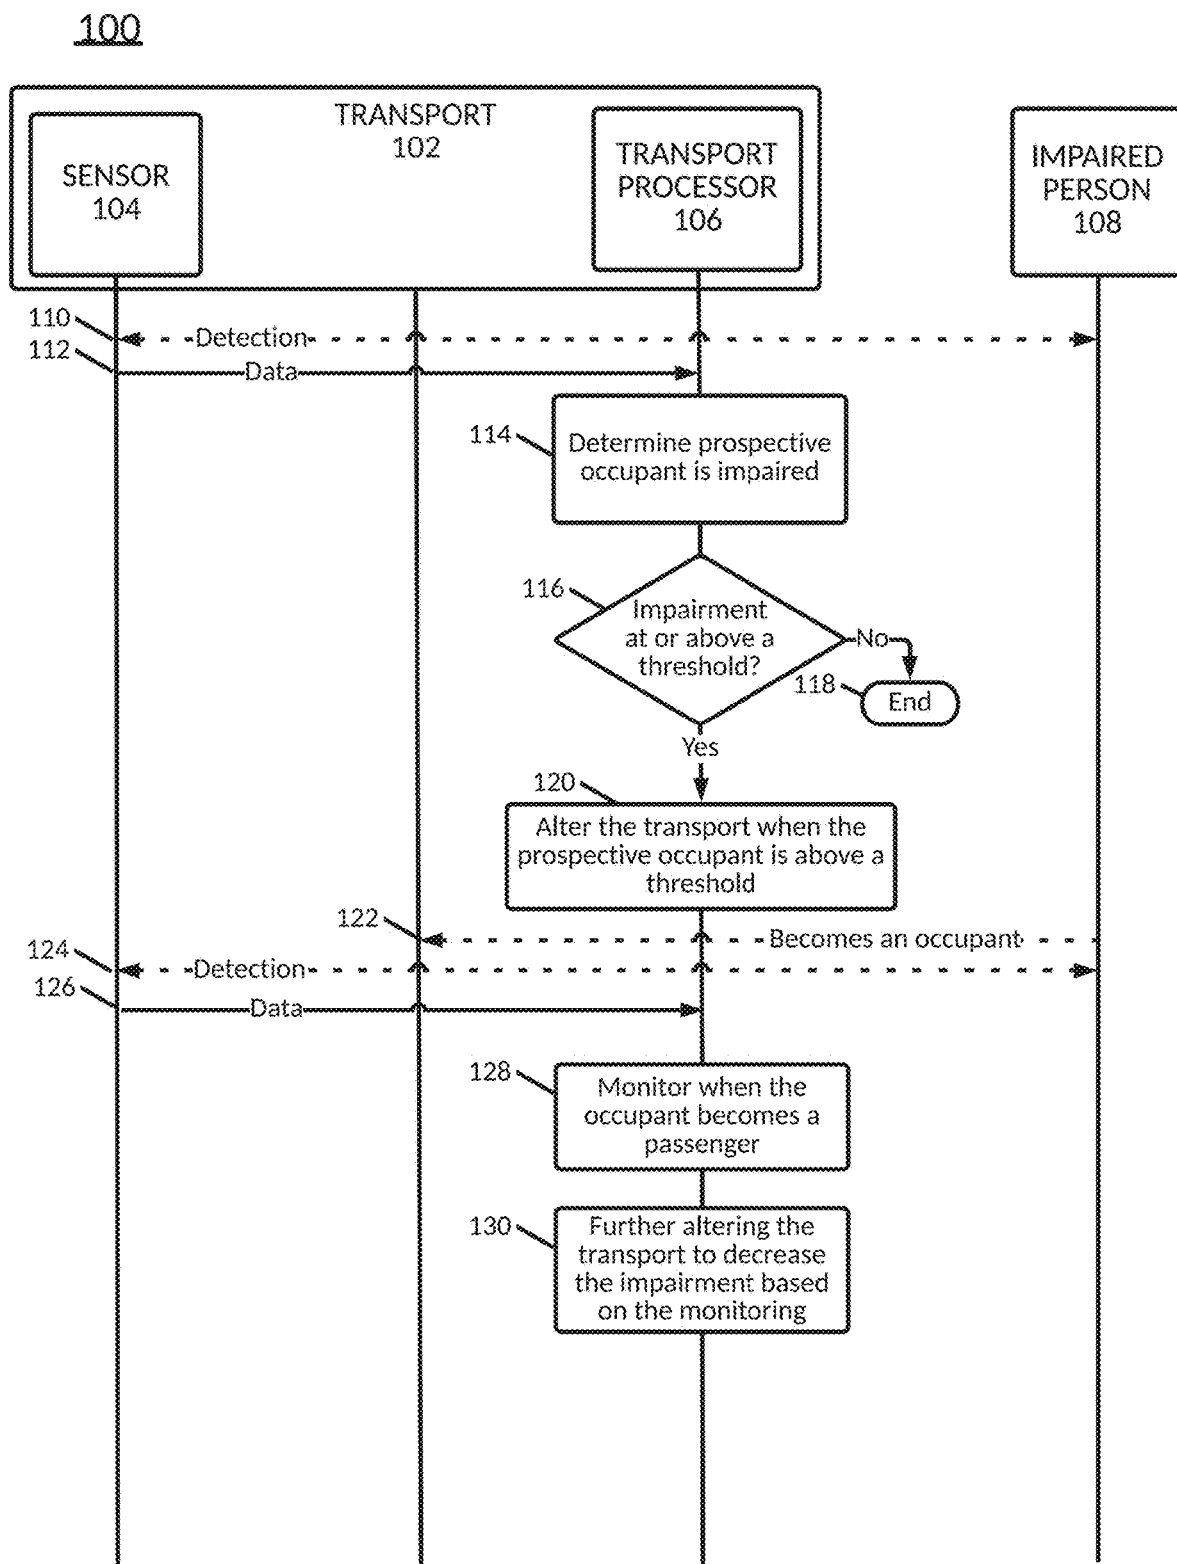 100
TRANSPORT
102
SENSOR
104
TRANSPORT
PROCESSOR
106
IMPAIRED
PERSON
108
110
Detection
112
Data
114
Determine prospective
occupant is impaired
116
Impairment
at or above a
threshold?
No
118
End
Yes
120
Alter the transport when the
prospective occupant is above a
threshold
122
Becomes an occupant
124
Detection
126
Data
128
Monitor when the
occupant becomes a
passenger
130
Further altering the
transport to decrease
the impairment based
on the monitoring